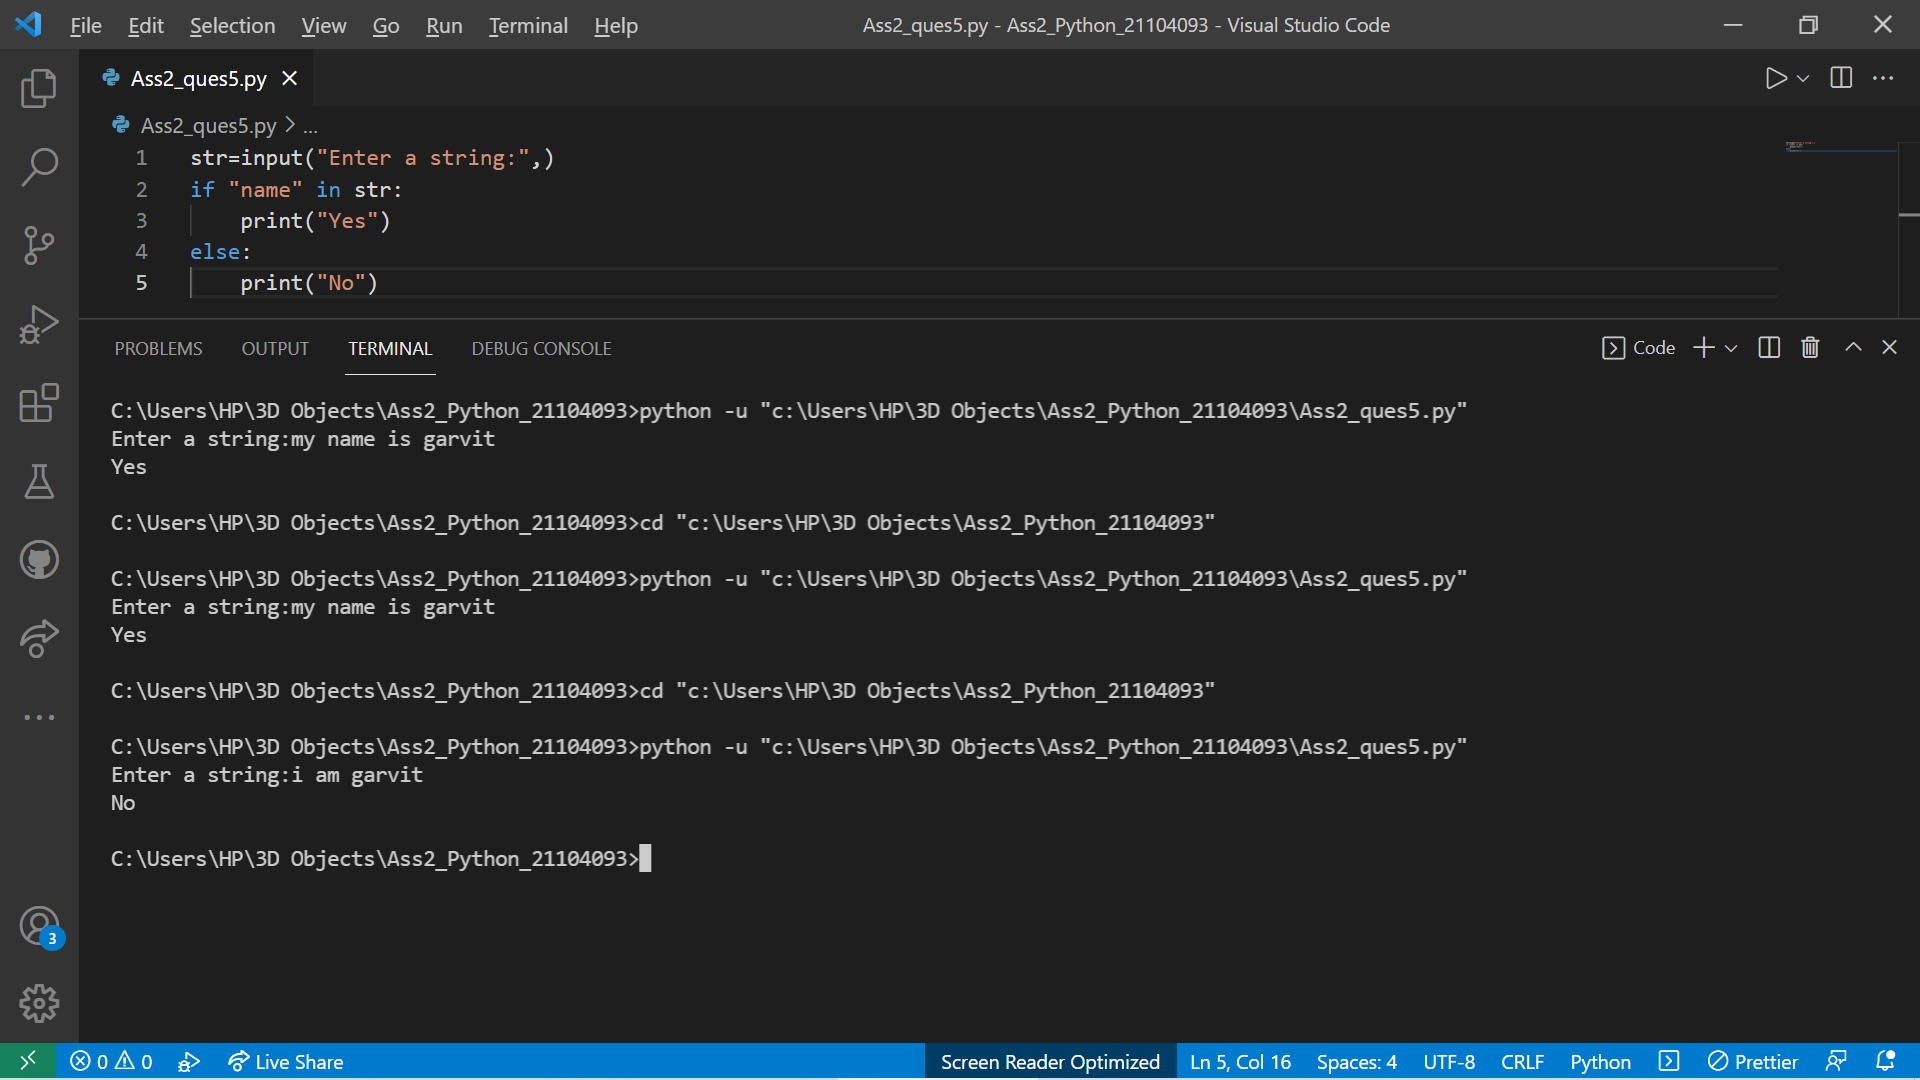 File Edit Selection View Go Run Terminal Help Ass2_ques5.py - Ass2_Python_21104093 - Visual Studio Code
Ass2_ques5.py
Ass2_ques5.py > ...
1 str=input("Enter a string:",)
2 if "name" in str:
3 print("Yes")
4 else:
5 print("No")
PROBLEMS OUTPUT TERMINAL DEBUG CONSOLE Code
C:\Users\HP\3D Objects\Ass2_Python_21104093>python -u "c:\Users\HP\3D Objects\Ass2_Python_21104093\Ass2_ques5.py"
Enter a string:my name is garvit
Yes
C:\Users\HP\3D Objects\Ass2_Python_21104093>cd "c:\Users\HP\3D Objects\Ass2_Python_21104093"
C:\Users\HP\3D Objects\Ass2_Python_21104093>python -u "c:\Users\HP\3D Objects\Ass2_Python_21104093\Ass2_ques5.py"
Enter a string:my name is garvit
Yes
C:\Users\HP\3D Objects\Ass2_Python_21104093>cd "c:\Users\HP\3D Objects\Ass2_Python_21104093"
C:\Users\HP\3D Objects\Ass2_Python_21104093>python -u "c:\Users\HP\3D Objects\Ass2_Python_21104093\Ass2_ques5.py"
Enter a string:i am garvit
No
C:\Users\HP\3D Objects\Ass2_Python_21104093>
3
0 0 Live Share Screen Reader Optimized Ln 5, Col 16 Spaces: 4 UTF-8 CRLF Python Prettier